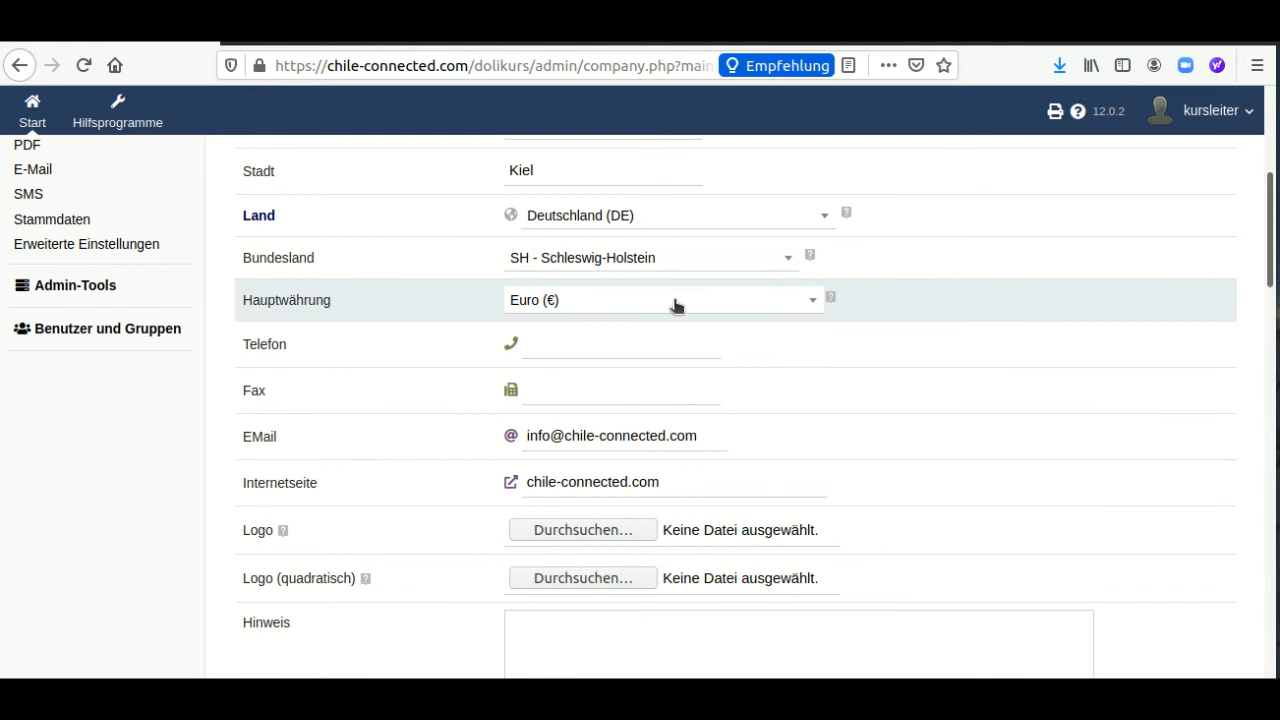 https://chile-connected.com/dolikurs/admin/company.php?main
Empfehlung
Start
Hilfsprogramme
12.0.2
kursleiter
PDF
E-Mail
SMS
Stammdaten
Erweiterte Einstellungen
Admin-Tools
Benutzer und Gruppen
Stadt Kiel
Land Deutschland (DE)
Bundesland SH - Schleswig-Holstein
Hauptwährung Euro (€)
Telefon
Fax
EMail info@chile-connected.com
Internetseite chile-connected.com
Logo Durchsuchen... Keine Datei ausgewählt.
Logo (quadratisch) Durchsuchen... Keine Datei ausgewählt.
Hinweis